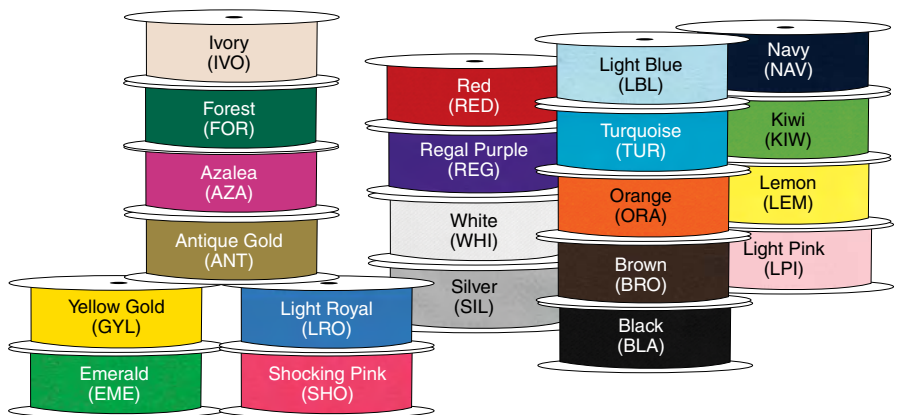 Ivory
(IVO)
Forest
(FOR)
Azalea
(AZA)
Antique Gold
(ANT)
Yellow Gold
(GYL)
Emerald
(EME)
Light Royal
(LRO)
Shocking Pink
(SHO)
Red
(RED)
Regal Purple
(REG)
White
(WHI)
Silver
(SIL)
Light Blue
(LBL)
Turquoise
(TUR)
Orange
(ORA)
Brown
(BRO)
Black
(BLA)
Navy
(NAV)
Kiwi
(KIW)
Lemon
(LEM)
Light Pink
(LPI)